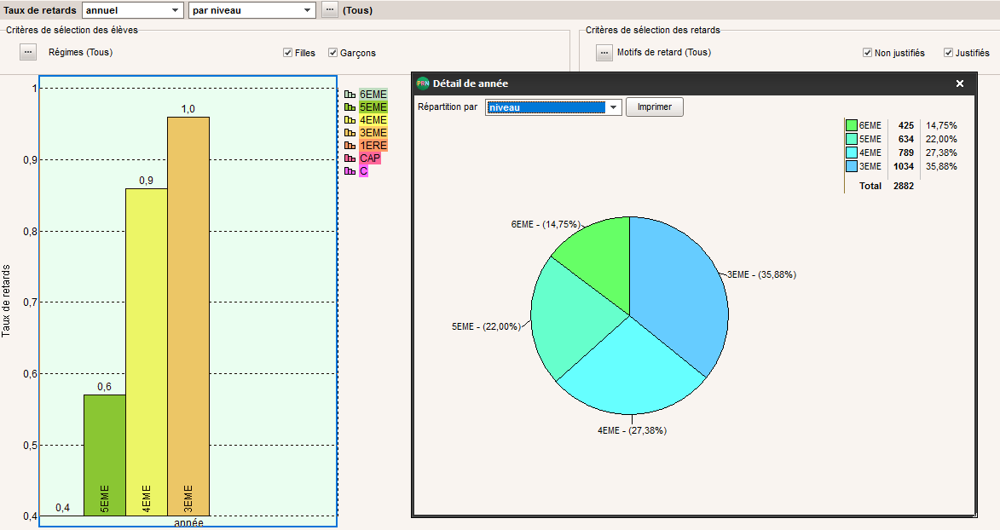 Taux de retards annuel par niveau ... (Tous)
Critères de sélection des élèves
... Régimes (Tous) Filles Garçons
Critères de sélection des retards
... Motifs de retard (Tous) Non justifiés Justifiés
Taux de retards
1
0,9
0,8
0,7
0,6
0,5
0,4
0,4
0,6
0,9
1,0
5EME
4EME
3EME
année
6EME
5EME
4EME
3EME
1ERE
CAP
C
PRN Détail de année
Répartition par niveau Imprimer
6EME 425 14,75%
5EME 634 22,00%
4EME 789 27,38%
3EME 1034 35,88%
Total 2882
6EME - (14,75%)
3EME - (35,88%)
5EME - (22,00%)
4EME - (27,38%)